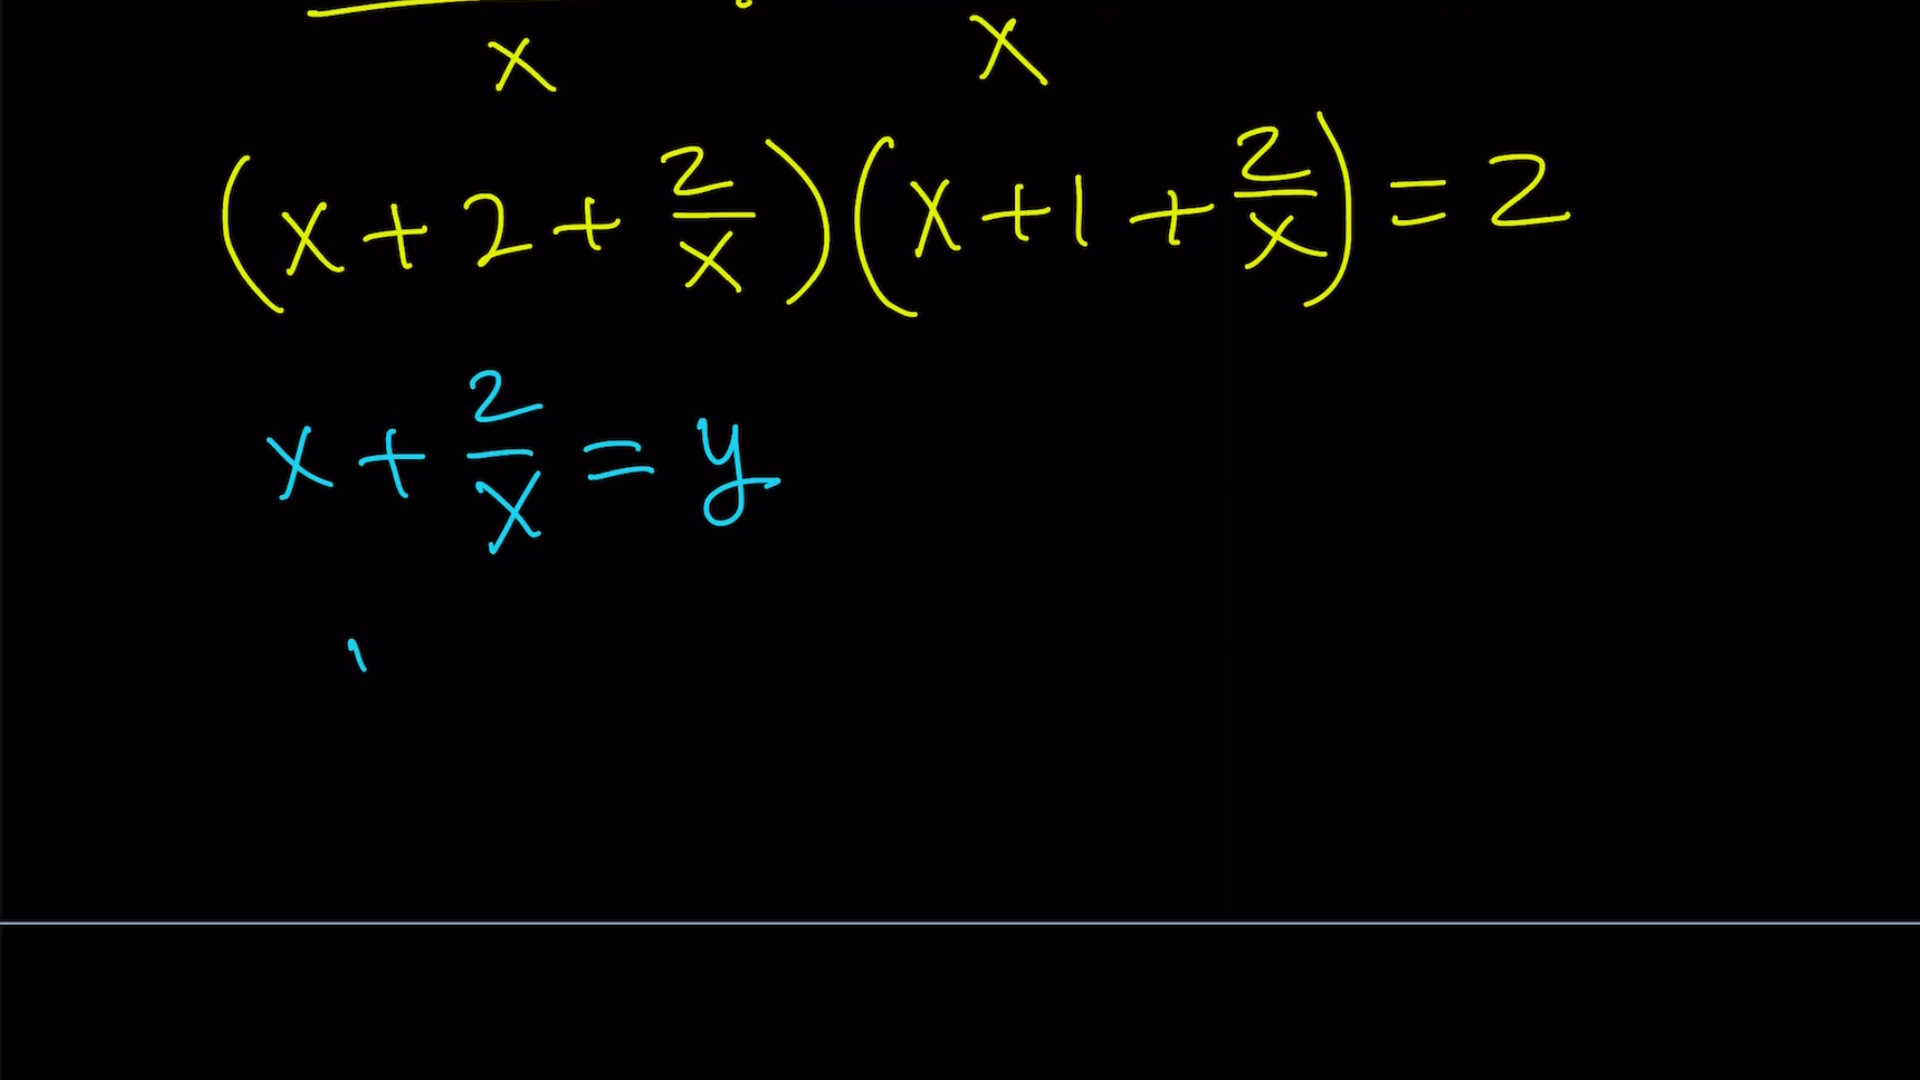 x x
(x + 2 + 2/x)(x + 1 + 2/x) = 2
x + 2/x = y